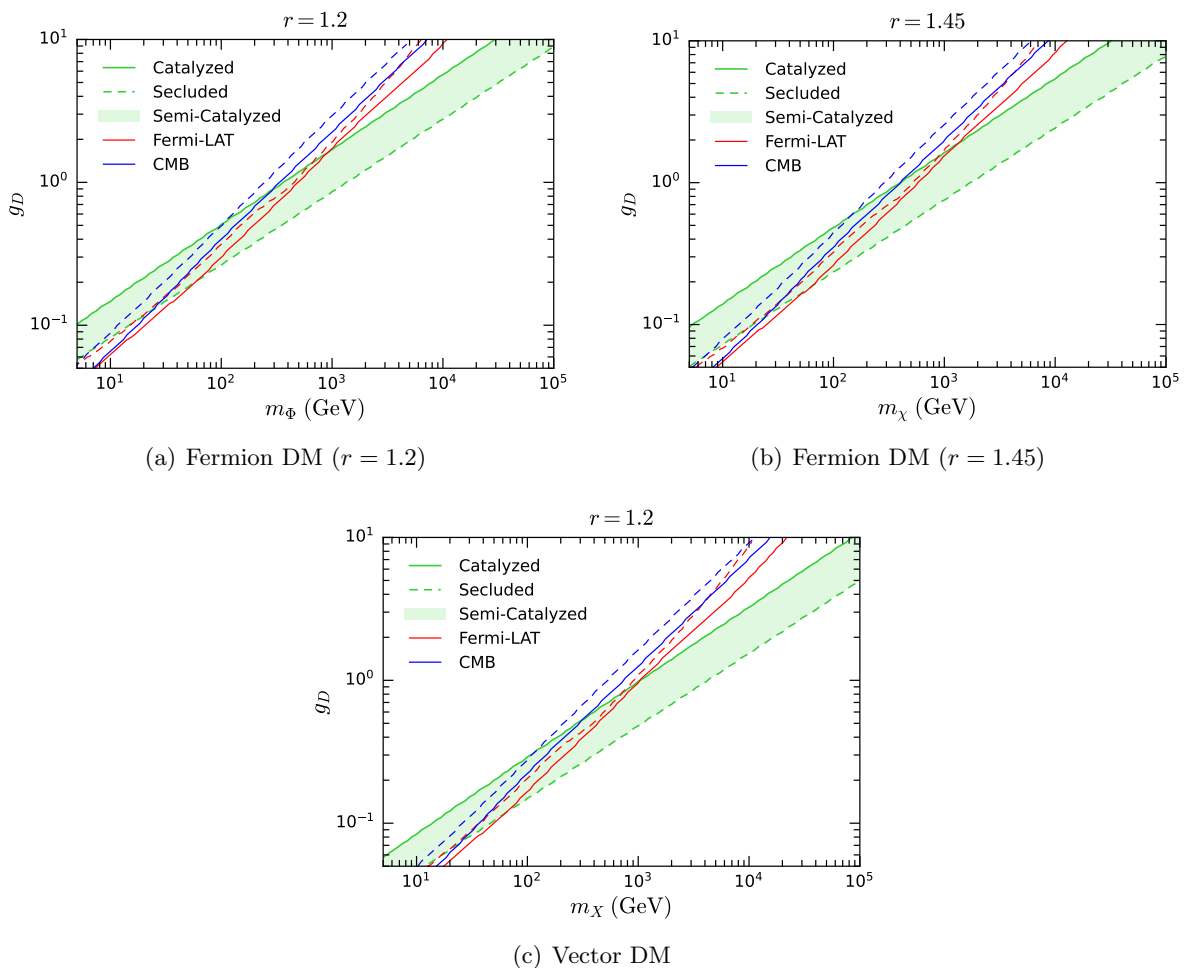 r = 1.2
10^1
10^0
10^{-1}
g_D
Catalyzed
Secluded
Semi-Catalyzed
Fermi-LAT
CMB
10^1 10^2 10^3 10^4 10^5
m_Φ (GeV)
(a) Fermion DM (r = 1.2)
r = 1.45
10^1
10^0
10^{-1}
g_D
Catalyzed
Secluded
Semi-Catalyzed
Fermi-LAT
CMB
10^1 10^2 10^3 10^4 10^5
m_χ (GeV)
(b) Fermion DM (r = 1.45)
r = 1.2
10^1
10^0
10^{-1}
g_D
Catalyzed
Secluded
Semi-Catalyzed
Fermi-LAT
CMB
10^1 10^2 10^3 10^4 10^5
m_X (GeV)
(c) Vector DM